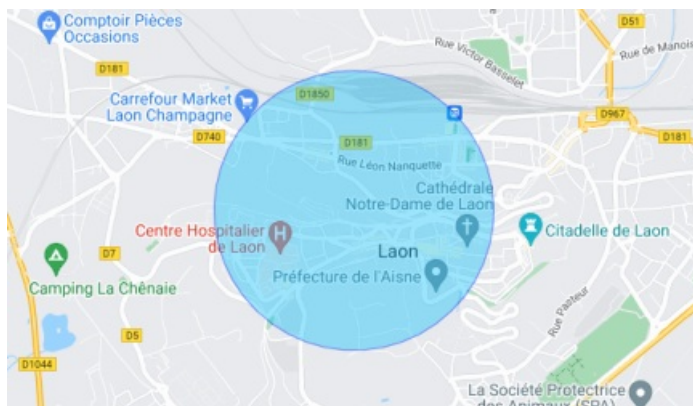 Comptoir Pièces
Occasions
D51
Rue Victor Basselet
Rue de Manois
D181
D1850
Carrefour Market
Laon Champagne
D967
D740
D181
D181
Rue Léon Nanquette
Cathédrale
Notre-Dame de Laon
Centre Hospitalier
de Laon
H
Citadelle de Laon
Laon
D7
Préfecture de l'Aisne
Camping La Chênaie
Rue Pasteur
D5
D1044
La Société Protectrice
des Animaux (SPA)